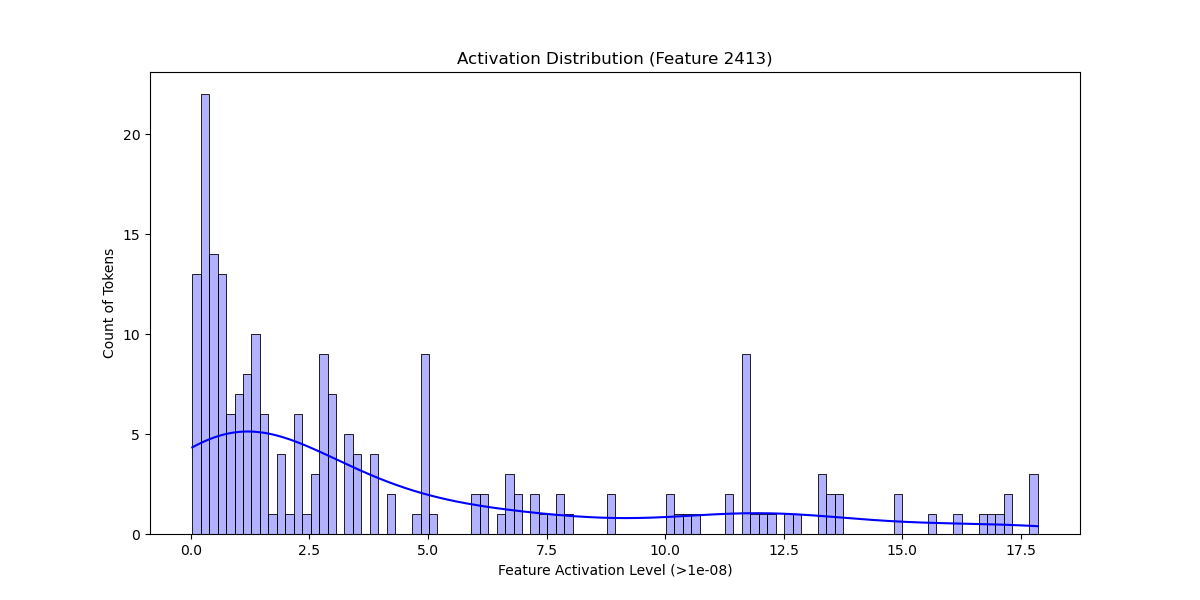 Activation Distribution (Feature 2413)
20
15
10
5
0
Count of Tokens
0.0 2.5 5.0 7.5 10.0 12.5 15.0 17.5
Feature Activation Level (>1e-08)